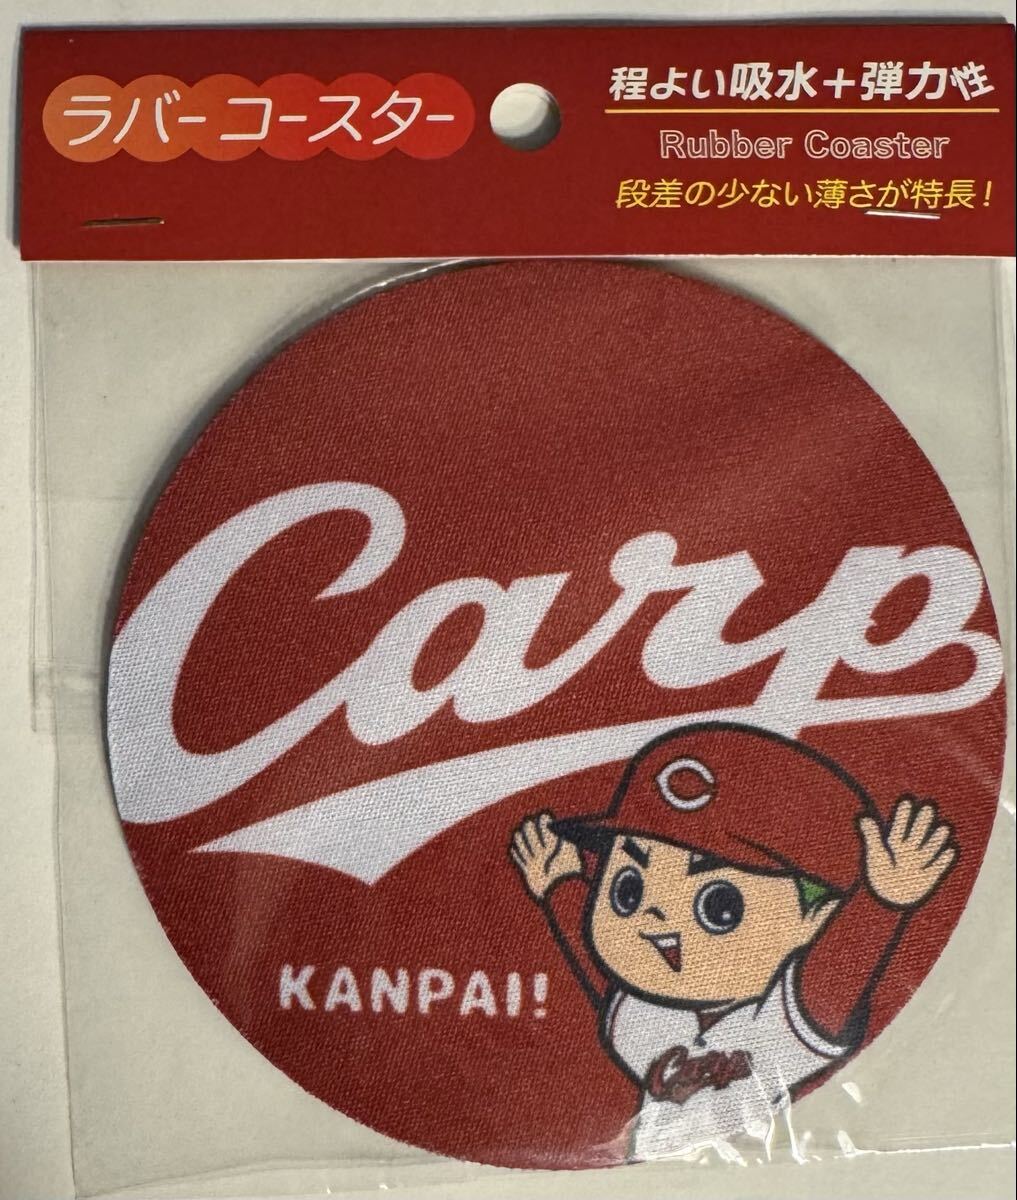 ラバーコースター
程よい吸水+弾力性
Rubber Coaster
段差の少ない薄さが特長!
Carp
C
KANPAI!
Carp